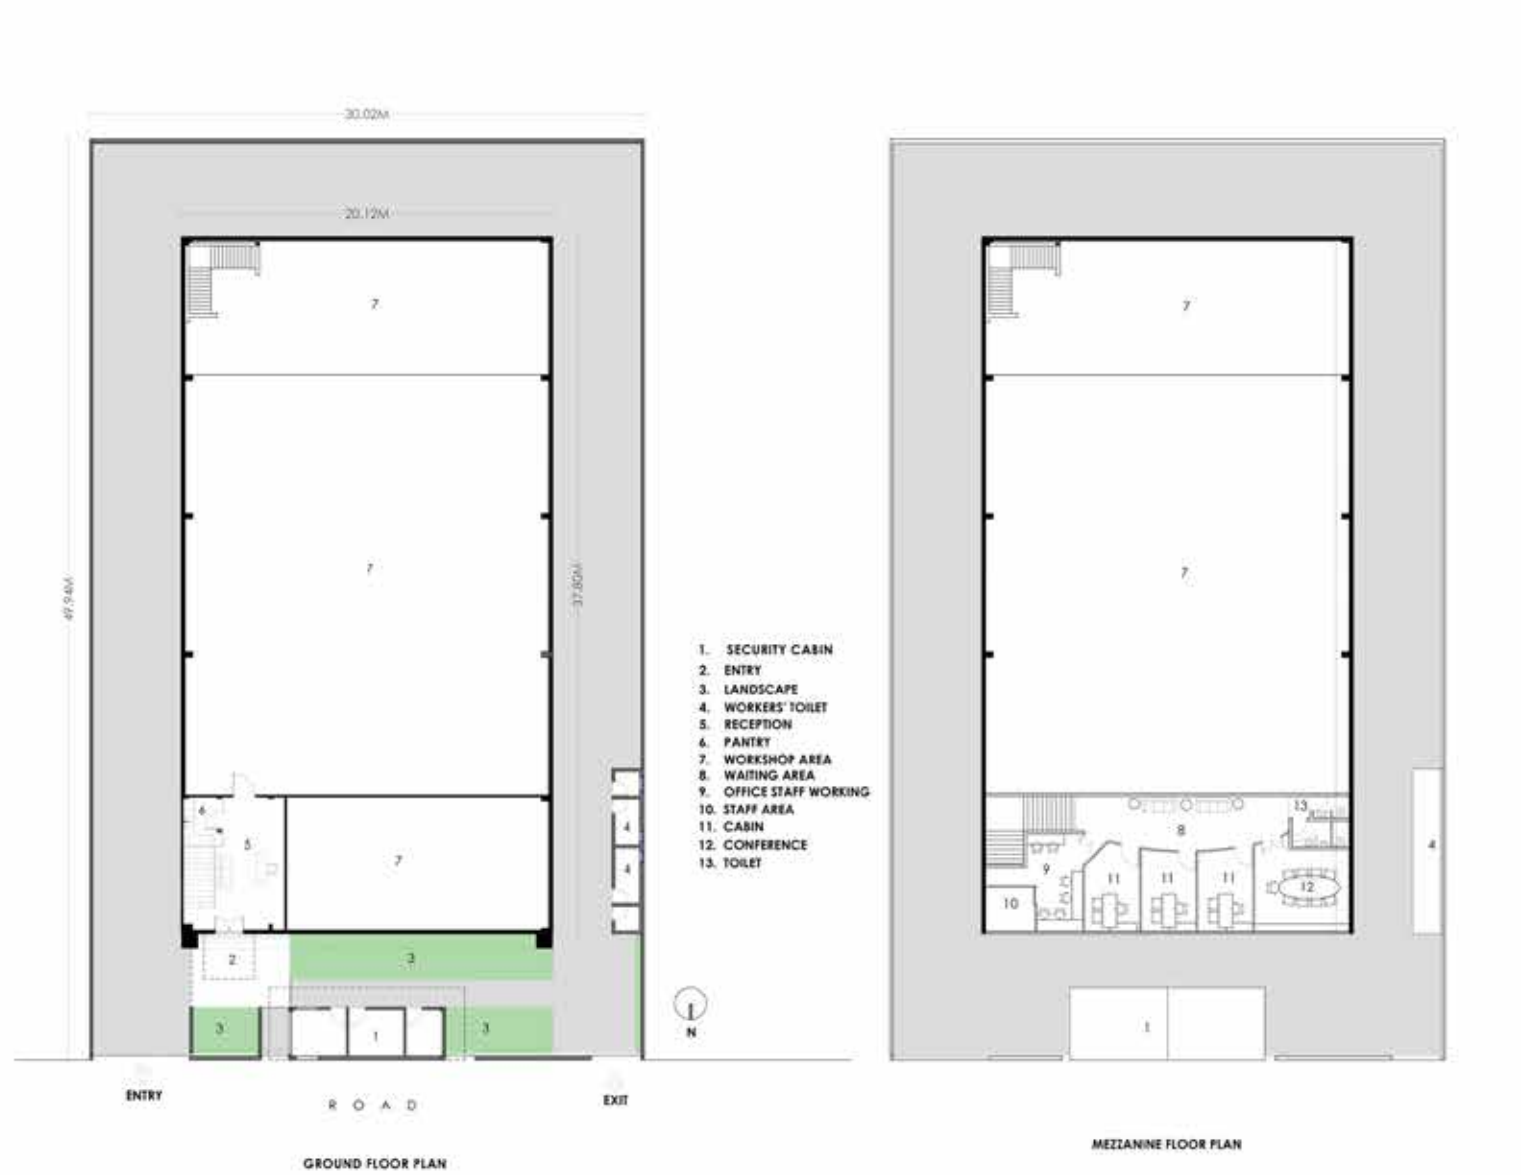 30.02M
20.12M
7
7
7
7
49.94M
37.80M
1. SECURITY CABIN
2. ENTRY
3. LANDSCAPE
4. WORKERS' TOILET
5. RECEPTION
6. PANTRY
7. WORKSHOP AREA
8. WAITING AREA
9. OFFICE STAFF WORKING
10. STAFF AREA
11. CABIN
12. CONFERENCE
13. TOILET
6
5
7
4
4
2
3
3
1
3
N
13
8
4
9
11
11
11
12
10
1
ENTRY
ROAD
EXIT
GROUND FLOOR PLAN
MEZZANINE FLOOR PLAN